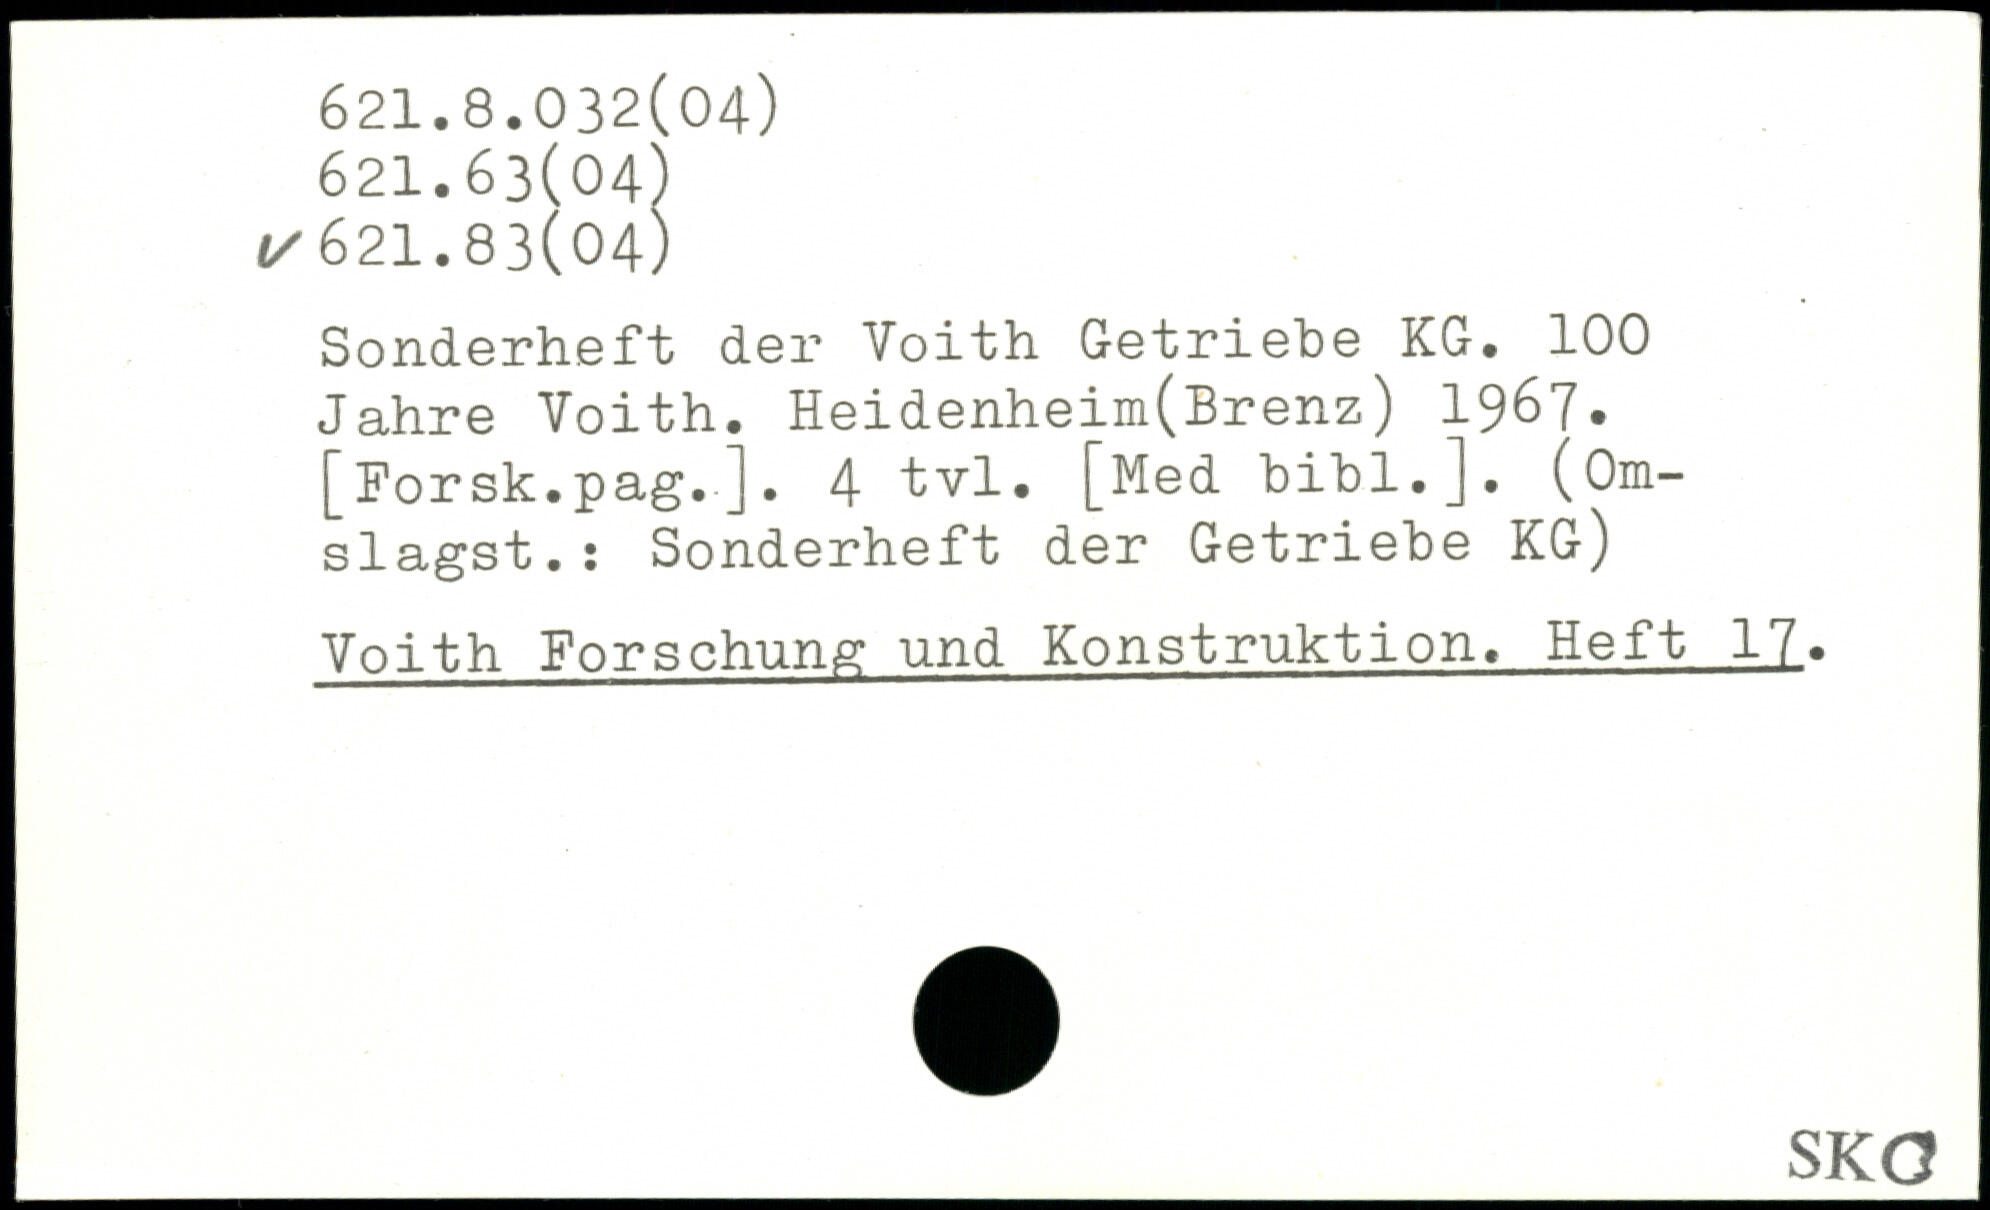 621.8.032(04)
621.63(04)
✓ 621.83(04)
Sonderheft der Voith Getriebe KG. 100
Jahre Voith. Heidenheim(Brenz) 1967.
[Forsk.pag.]. 4 tvl. [Med bibl.]. (Om-
slagst.: Sonderheft der Getriebe KG)
Voith Forschung und Konstruktion. Heft 17.